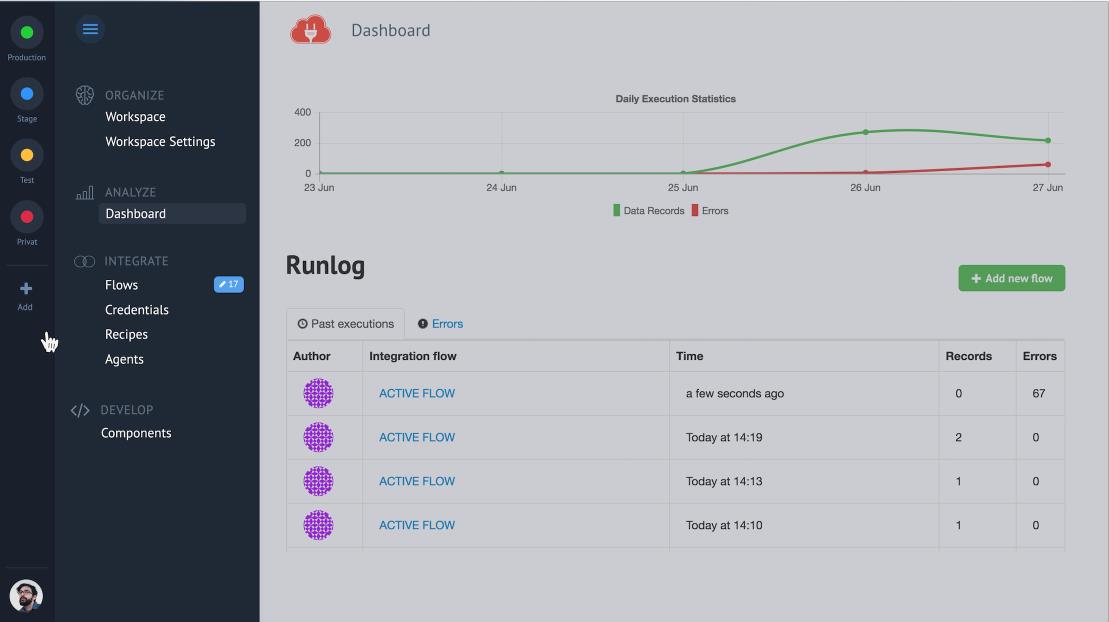 Production
Stage
Test
Privat
Add
ORGANIZE
Workspace
Workspace Settings
ANALYZE
Dashboard
INTEGRATE
Flows 17
Credentials
Recipes
Agents
DEVELOP
Components
Dashboard
Daily Execution Statistics
400
200
0
23 Jun 24 Jun 25 Jun 26 Jun 27 Jun
Data Records Errors
Runlog
Add new flow
Past executions Errors
Author Integration flow Time Records Errors
ACTIVE FLOW a few seconds ago 0 67
ACTIVE FLOW Today at 14:19 2 0
ACTIVE FLOW Today at 14:13 1 0
ACTIVE FLOW Today at 14:10 1 0